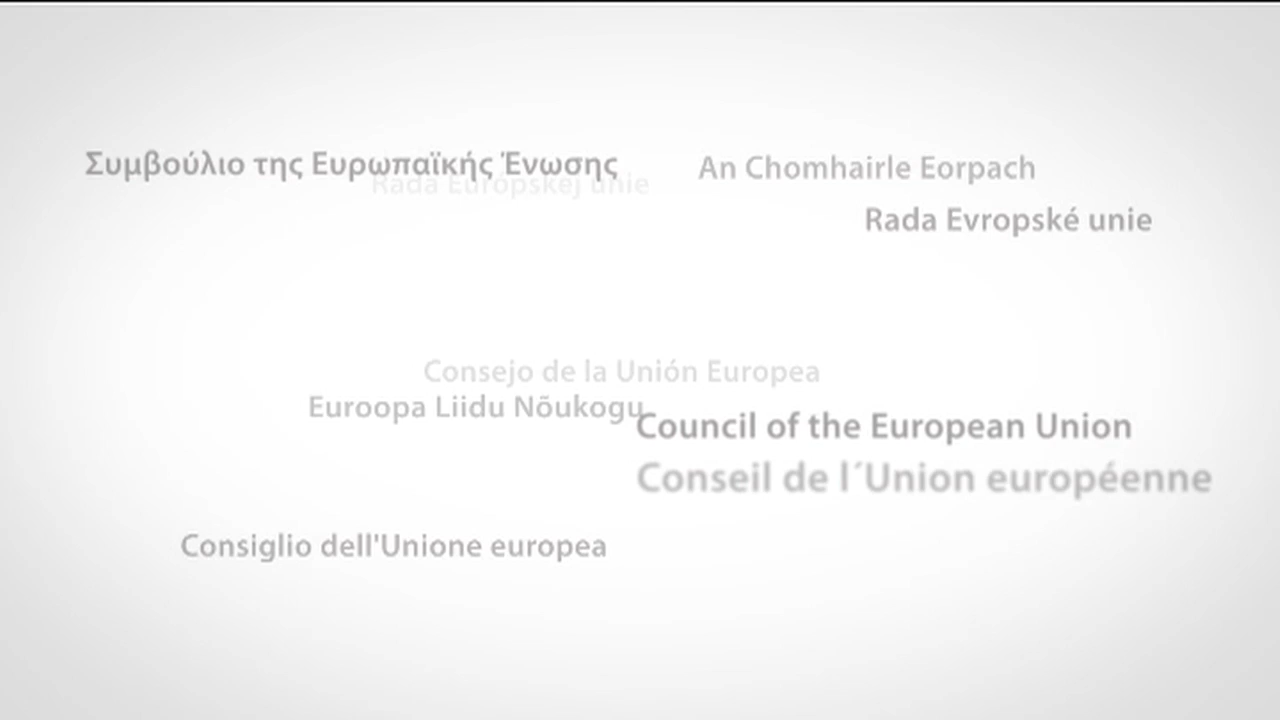 Συμβούλιο της Ευρωπαϊκής Ένωσης
An Chomhairle Eorpach
Rada Európskej únie
Rada Evropské unie
Consejo de la Unión Europea
Euroopa Liidu Nõukogu
Council of the European Union
Conseil de l´Union européenne
Consiglio dell'Unione europea